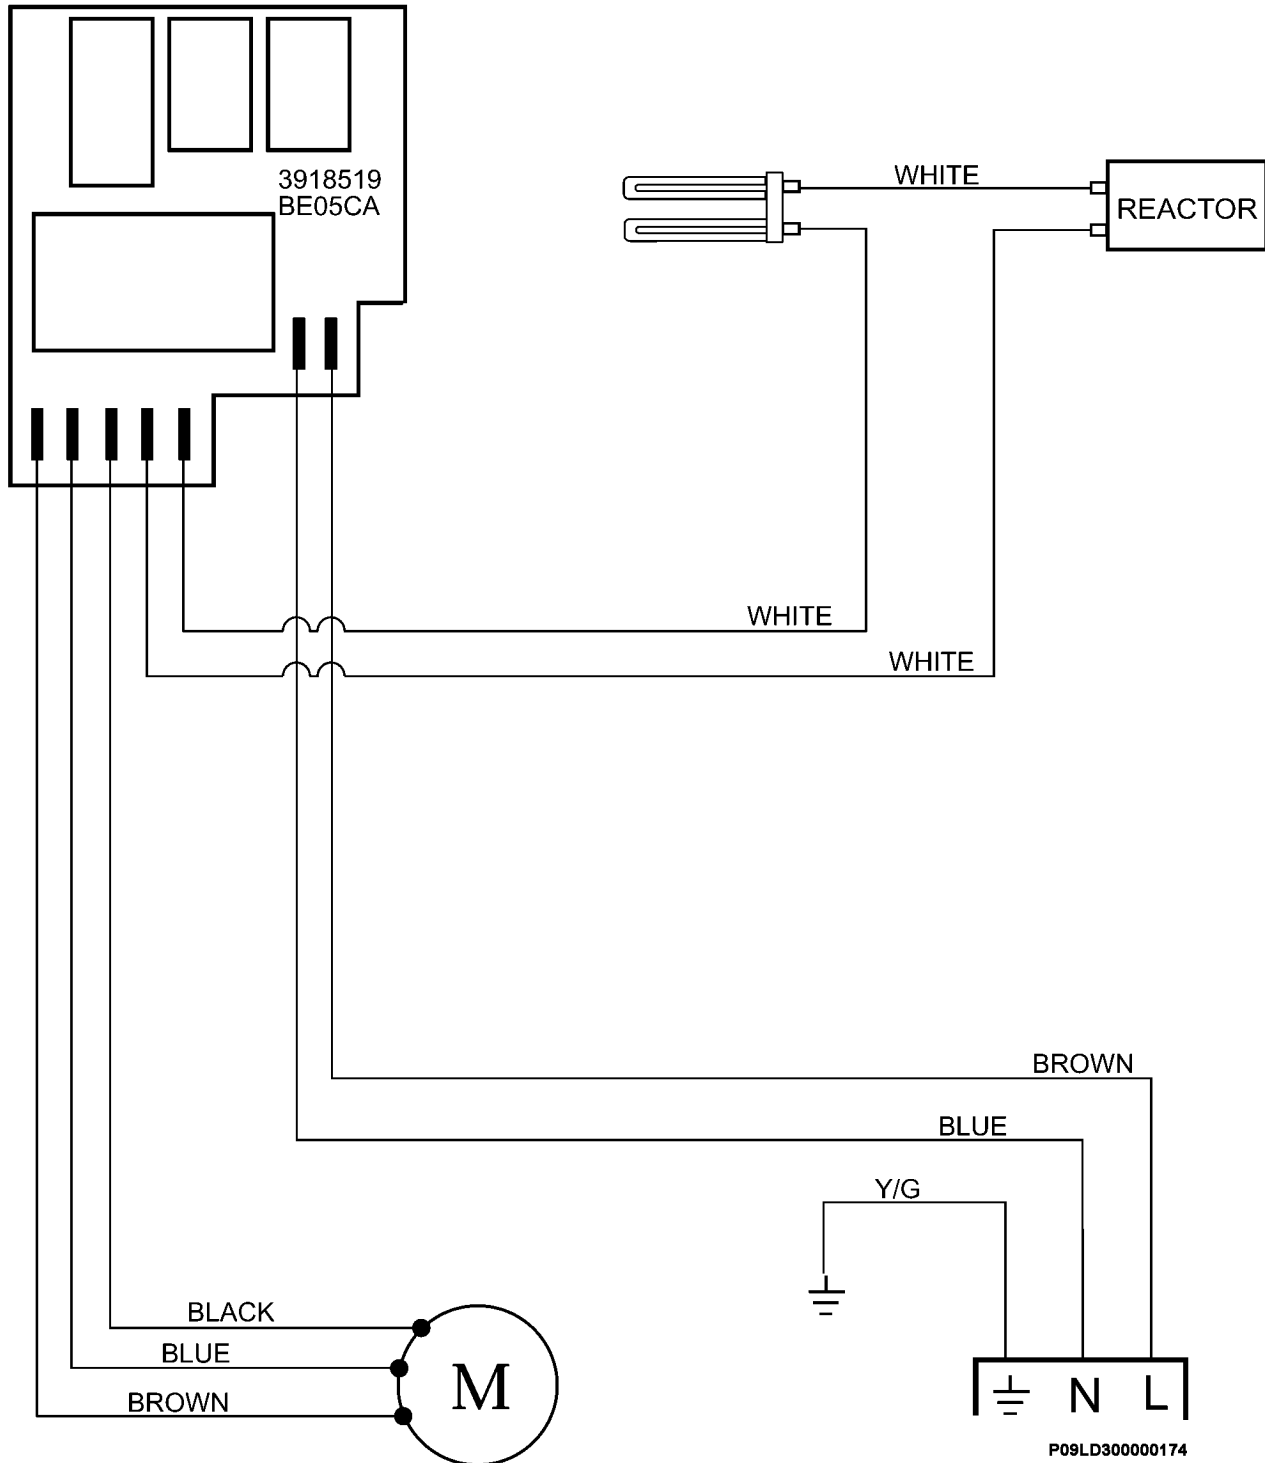 3918519
BE05CA
WHITE
REACTOR
WHITE
WHITE
BROWN
BLUE
Y/G
BLACK
BLUE
BROWN
M
N L
P09LD300000174